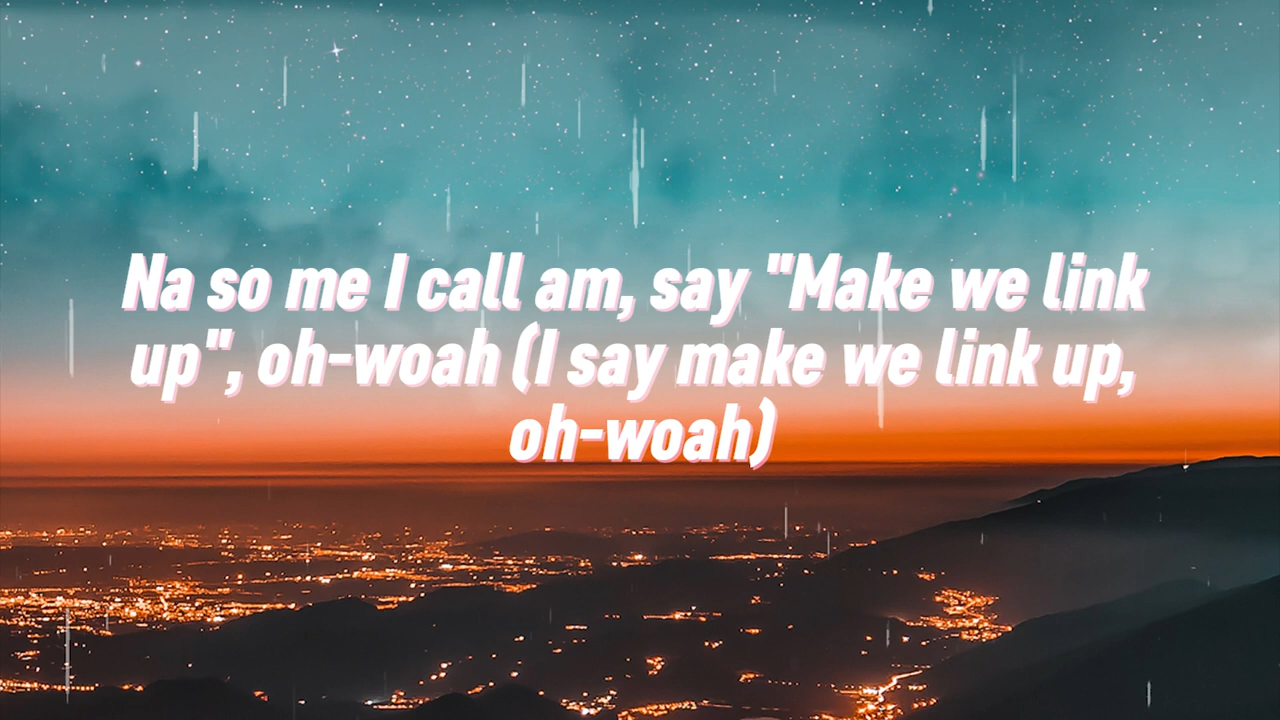 Na so me I call am, say "Make we link
up", oh-woah (I say make we link up,
oh-woah)